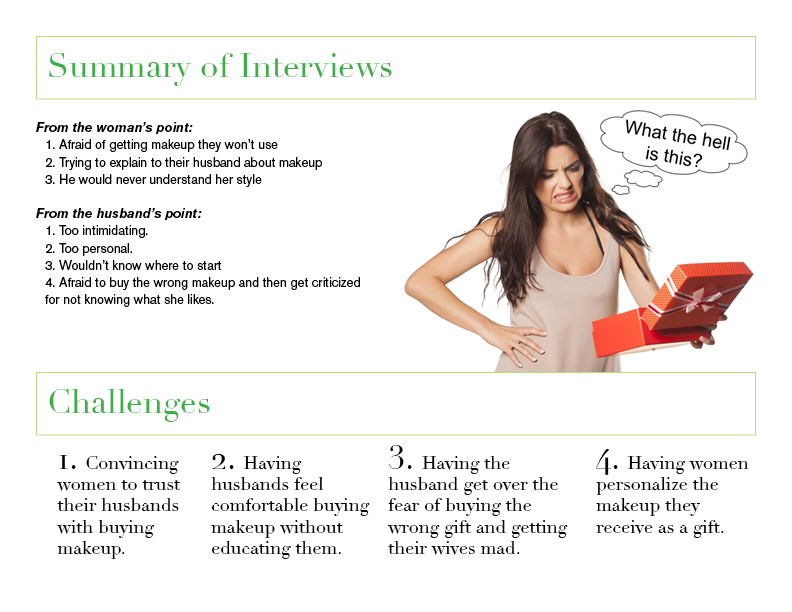 Summary of Interviews
From the woman's point:
1. Afraid of getting makeup they won't use
2. Trying to explain to their husband about makeup
3. He would never understand her style
From the husband's point:
1. Too intimidating.
2. Too personal.
3. Wouldn't know where to start
4. Afraid to buy the wrong makeup and then get criticized
for not knowing what she likes.
What the hell
is this?
Challenges
1. Convincing
women to trust
their husbands
with buying
makeup.
2. Having
husbands feel
comfortable buying
makeup without
educating them.
3. Having the
husband get over the
fear of buying the
wrong gift and getting
their wives mad.
4. Having women
personalize the
makeup they
receive as a gift.